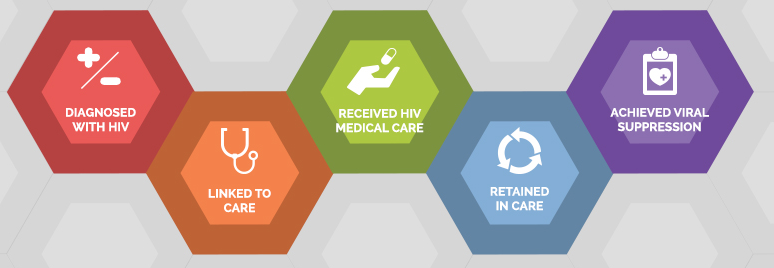 DIAGNOSED
WITH HIV
LINKED TO
CARE
RECEIVED HIV
MEDICAL CARE
RETAINED
IN CARE
ACHIEVED VIRAL
SUPPRESSION